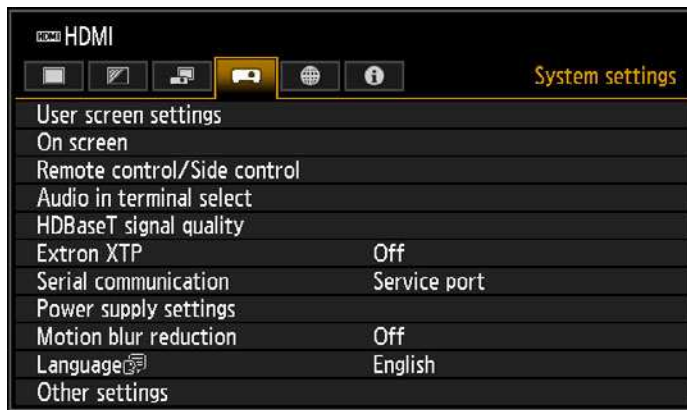 HDMI HDMI
System settings
User screen settings
On screen
Remote control/Side control
Audio in terminal select
HDBaseT signal quality
Extron XTP Off
Serial communication Service port
Power supply settings
Motion blur reduction Off
Language English
Other settings